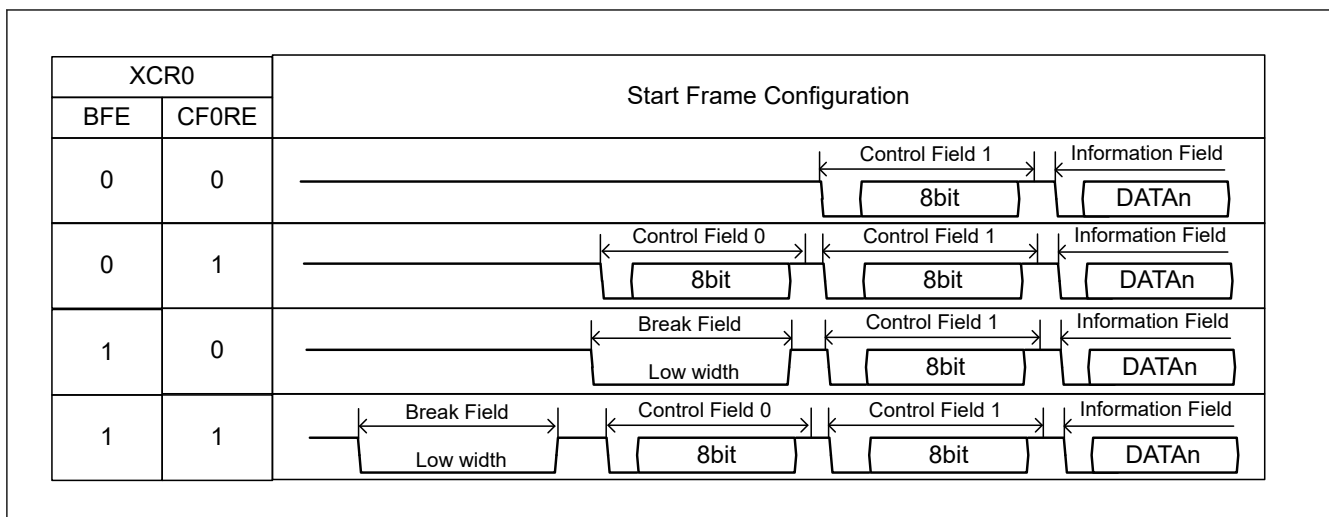 XCR0
Start Frame Configuration
BFE CF0RE
Control Field 1 Information Field
0 0
8bit DATAn
Control Field 0 Control Field 1 Information Field
0 1
8bit 8bit DATAn
Break Field Control Field 1 Information Field
1 0
Low width 8bit DATAn
Break Field Control Field 0 Control Field 1 Information Field
1 1
Low width 8bit 8bit DATAn